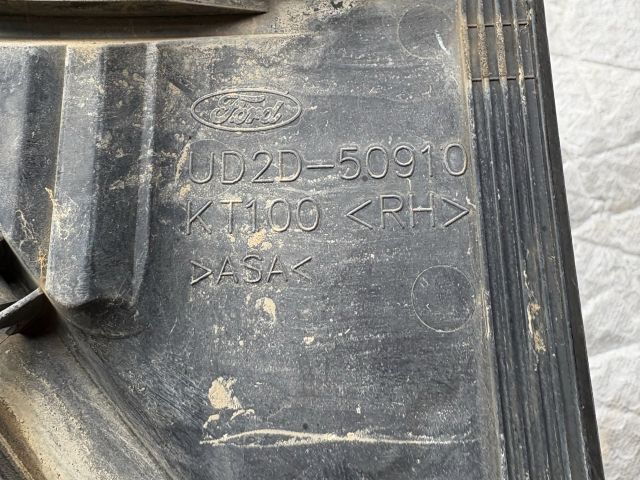 Ford
UD2D-50910
KT100 <RH>
>ASA<